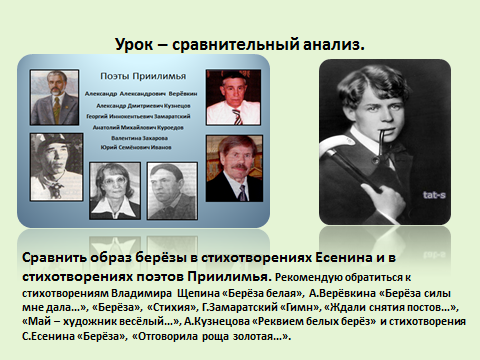 Урок – сравнительный анализ.
Поэты Приилимья
Александр Александрович Верёвкин
Александр Дмитриевич Кузнецов
Георгий Иннокентьевич Замаратский
Анатолий Михайлович Куроедов
Валентина Захарова
Юрий Семёнович Иванов
tat-s
Сравнить образ берёзы в стихотворениях Есенина и в
стихотворениях поэтов Приилимья. Рекомендую обратиться к
стихотворениям Владимира Щепина «Берёза белая», А.Верёвкина «Берёза силы
мне дала…», «Берёза», «Стихия», Г.Замаратский «Гимн», «Ждали снятия постов…»,
«Май – художник весёлый…», А.Кузнецова «Реквием белых берёз» и стихотворения
С.Есенина «Берёза», «Отговорила роща золотая…».